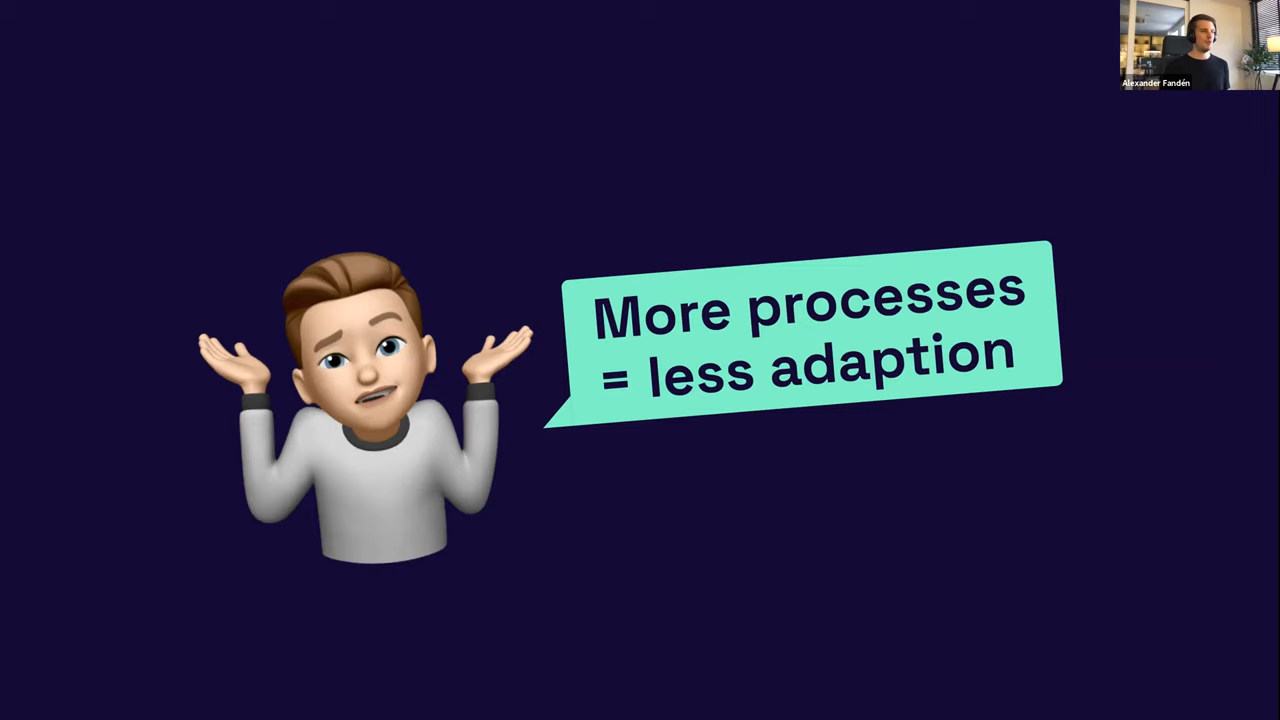 Alexander Fandén
More processes
= less adaption